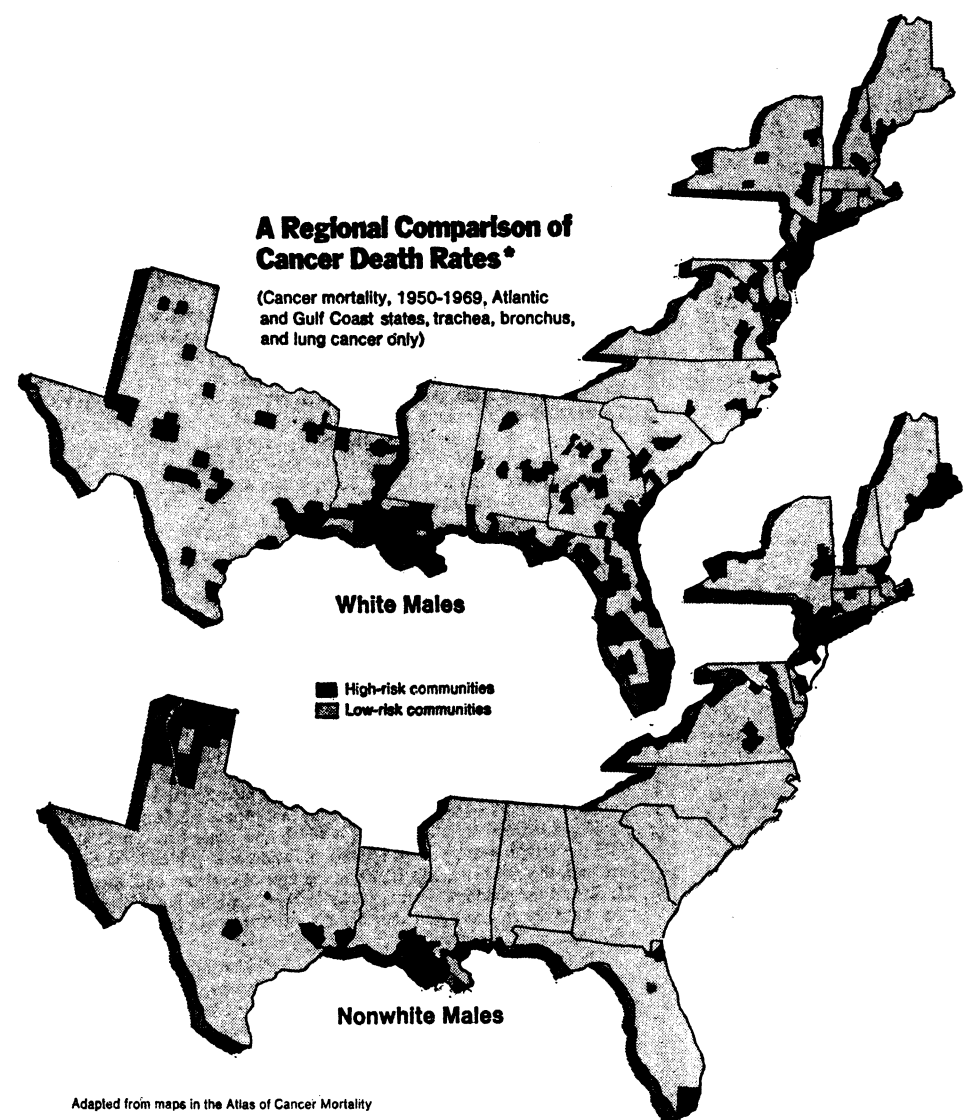 A Regional Comparison of
Cancer Death Rates*
(Cancer mortality, 1950-1969, Atlantic
and Gulf Coast states, trachea, bronchus,
and lung cancer only)
White Males
High-risk communities
Low-risk communities
Nonwhite Males
Adapted from maps in the Atlas of Cancer Mortality